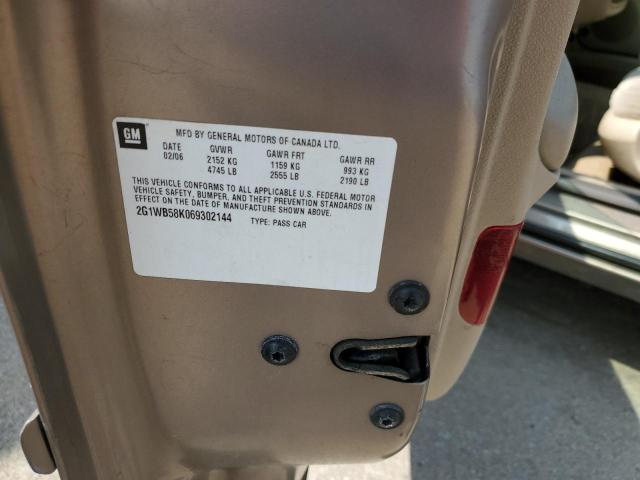 GM
MFD BY GENERAL MOTORS OF CANADA LTD.
DATE GVWR GAWR FRT GAWR RR
02/06 2152 KG 1159 KG 993 KG
4745 LB 2555 LB 2190 LB
THIS VEHICLE CONFORMS TO ALL APPLICABLE U.S. FEDERAL MOTOR
VEHICLE SAFETY, BUMPER, AND THEFT PREVENTION STANDARDS IN
EFFECT ON THE DATE OF MANUFACTURE SHOWN ABOVE.
2G1WB58K069302144 TYPE: PASS CAR